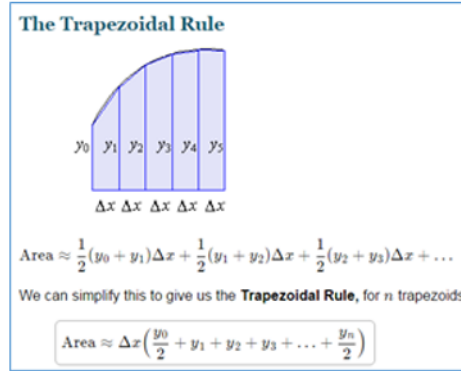 The Trapezoidal Rule
y₀ y₁ y₂ y₃ y₄ y₅
Δx Δx Δx Δx Δx
Area ≈ 1/2(y₀ + y₁)Δx + 1/2(y₁ + y₂)Δx + 1/2(y₂ + y₃)Δx + …
We can simplify this to give us the Trapezoidal Rule, for n trapezoids
Area ≈ Δx(y₀/2 + y₁ + y₂ + y₃ + … + yₙ/2)